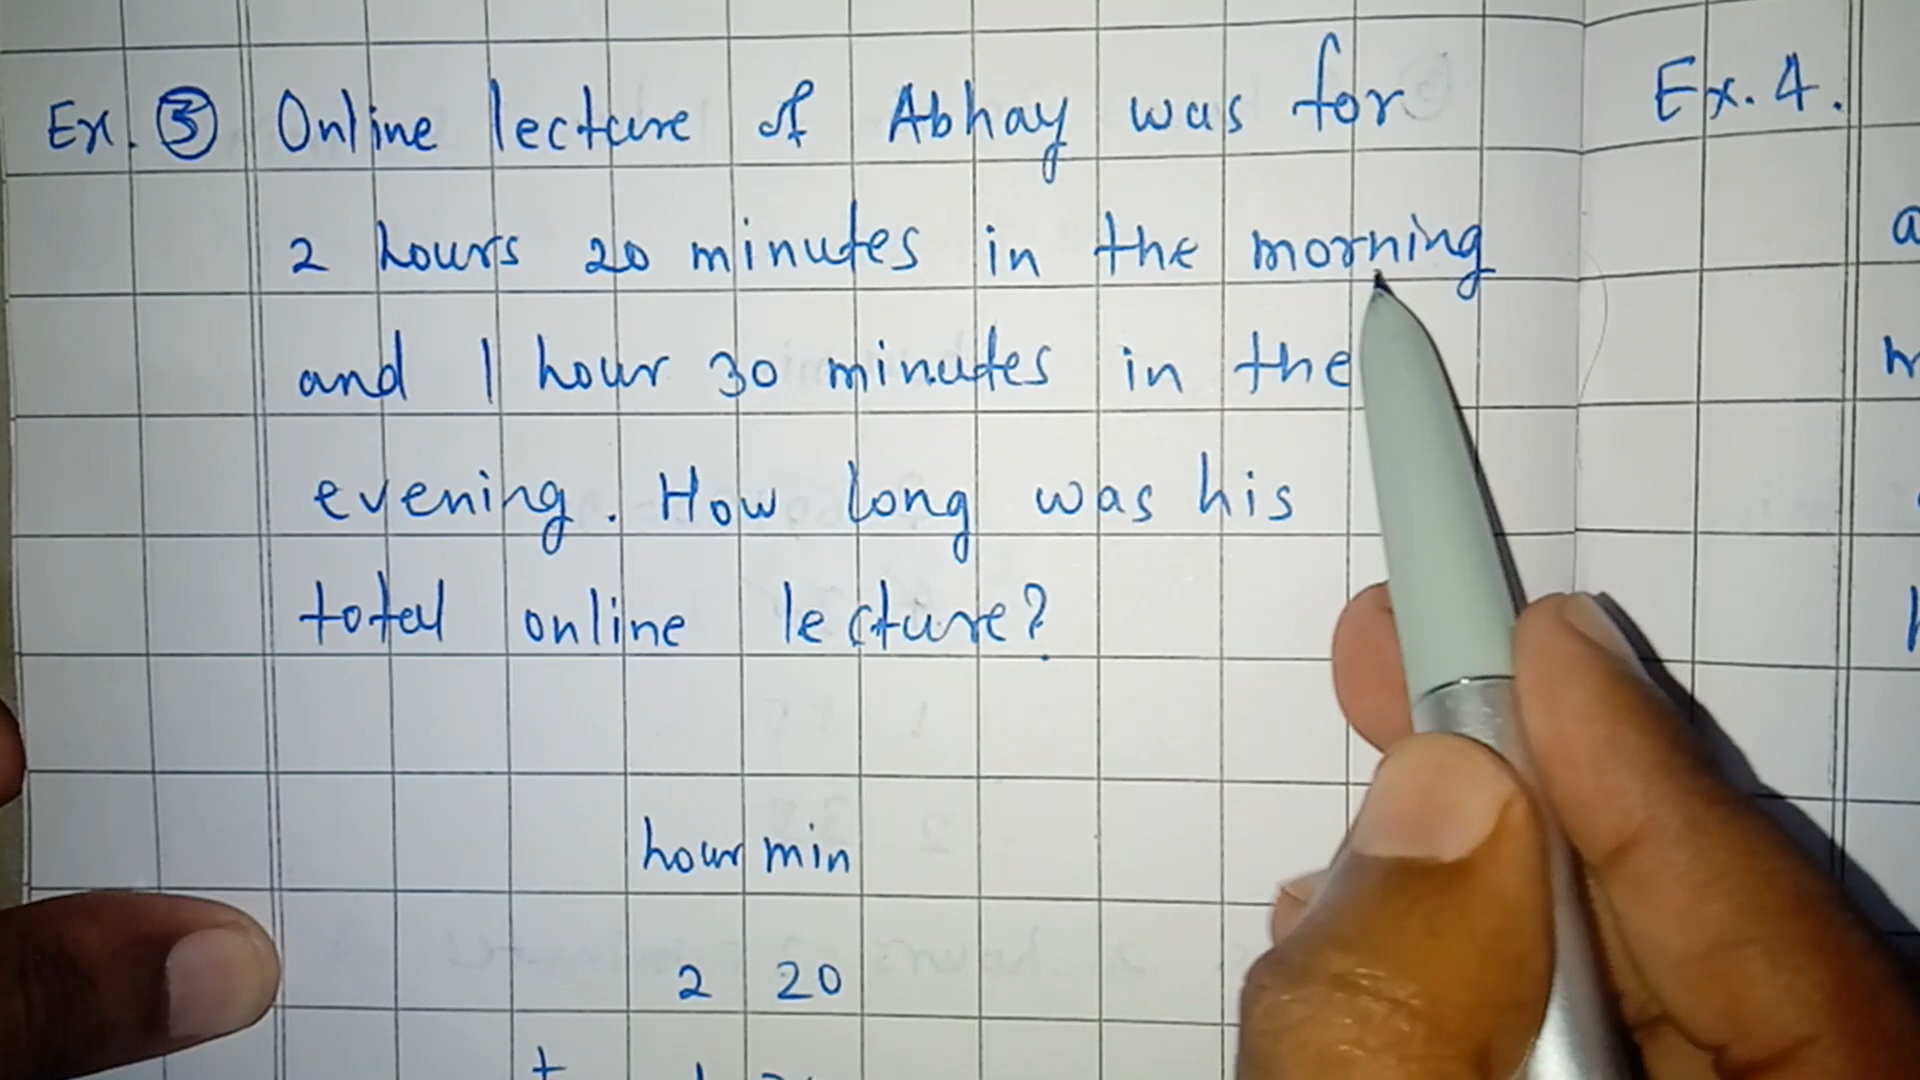 Ex. ③ Online lecture of Abhay was for
2 hours 20 minutes in the morning
and 1 hour 30 minutes in the
evening. How long was his
total online lecture?
hour min
2 20
+ 1
Ex. 4.
a